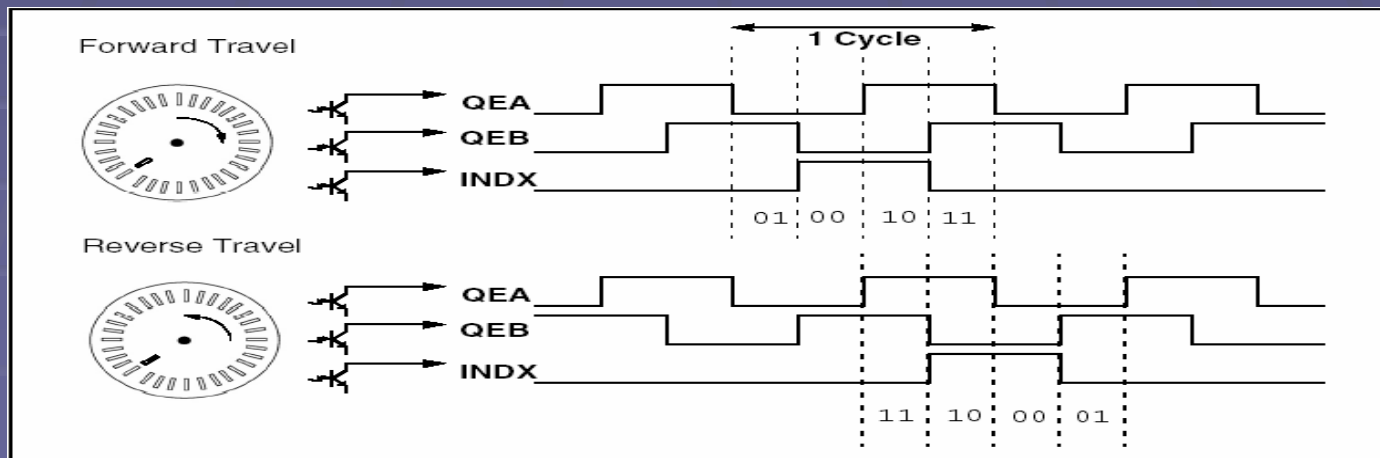 1 Cycle
Forward Travel
QEA
QEB
INDX
01 00 10 11
Reverse Travel
QEA
QEB
INDX
11 10 00 01